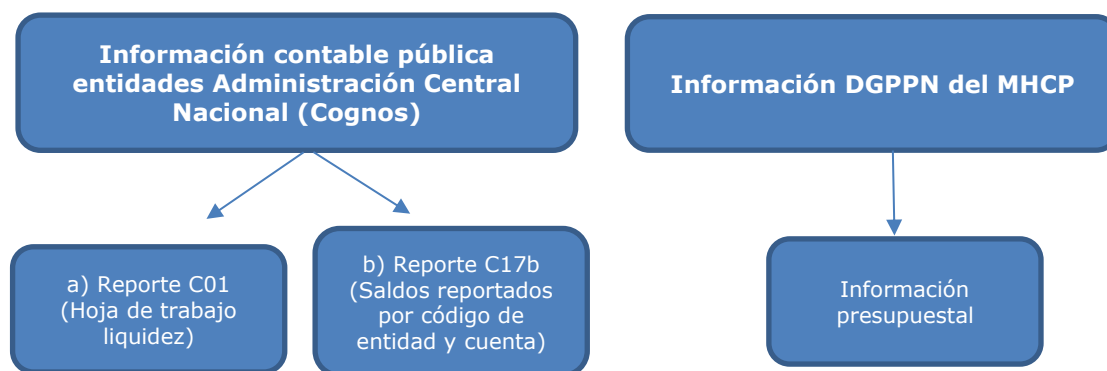 Información contable pública
entidades Administración Central
Nacional (Cognos)
Información DGPPN del MHCP
a) Reporte C01
(Hoja de trabajo
liquidez)
b) Reporte C17b
(Saldos reportados
por código de
entidad y cuenta)
Información
presupuestal